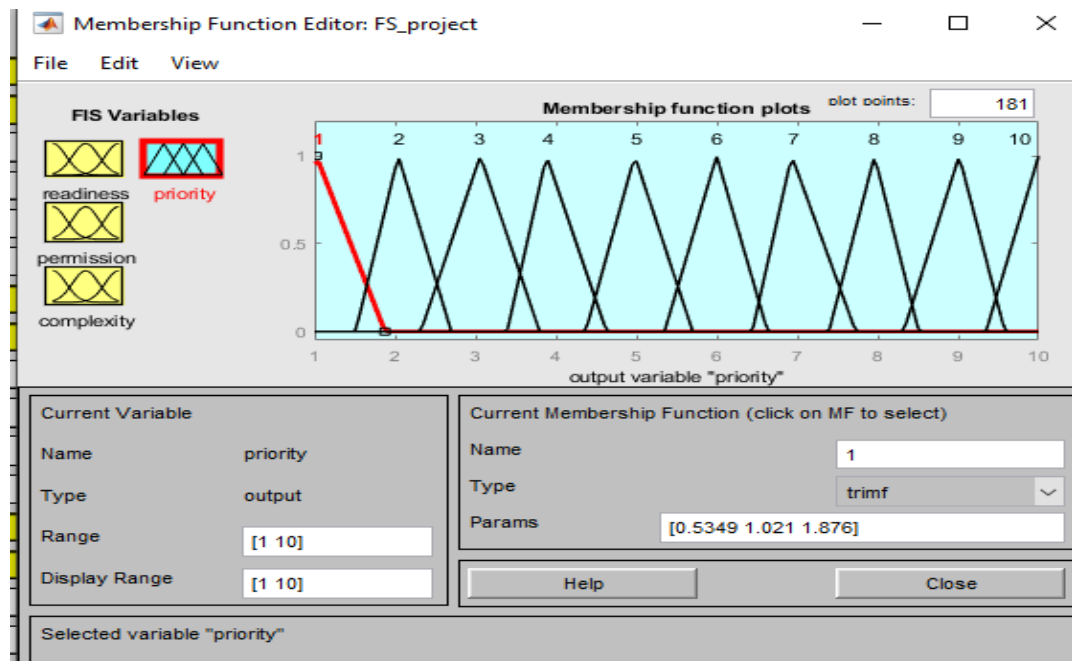 Membership Function Editor: FS_project
File Edit View
FIS Variables
readiness
priority
permission
complexity
Membership function plots
plot points:
181
1 2 3 4 5 6 7 8 9 10
1
0.5
0
1 2 3 4 5 6 7 8 9 10
output variable "priority"
Current Variable
Name priority
Type output
Range [1 10]
Display Range [1 10]
Current Membership Function (click on MF to select)
Name 1
Type trimf
Params [0.5349 1.021 1.876]
Help Close
Selected variable "priority"